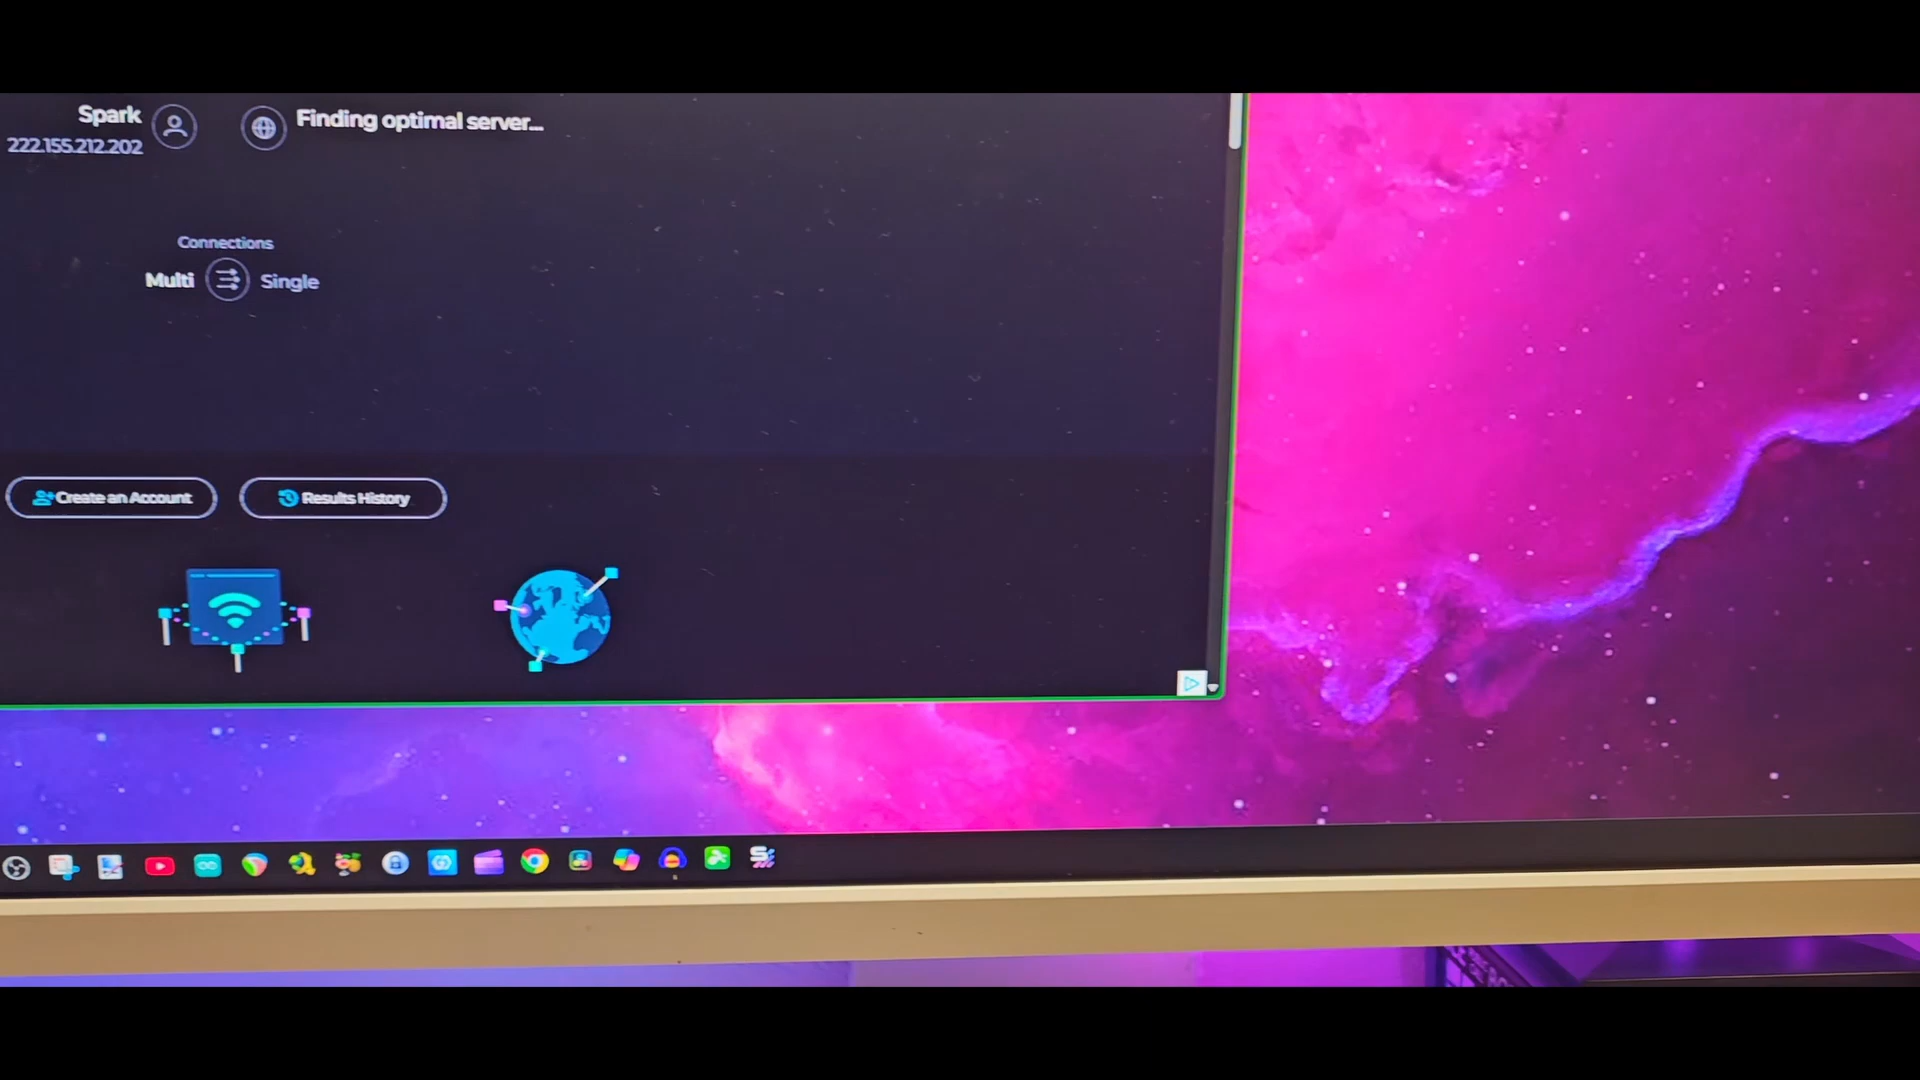 Spark
222.155.212.202
Finding optimal server...
Connections
Multi
Single
Create an Account
Results History